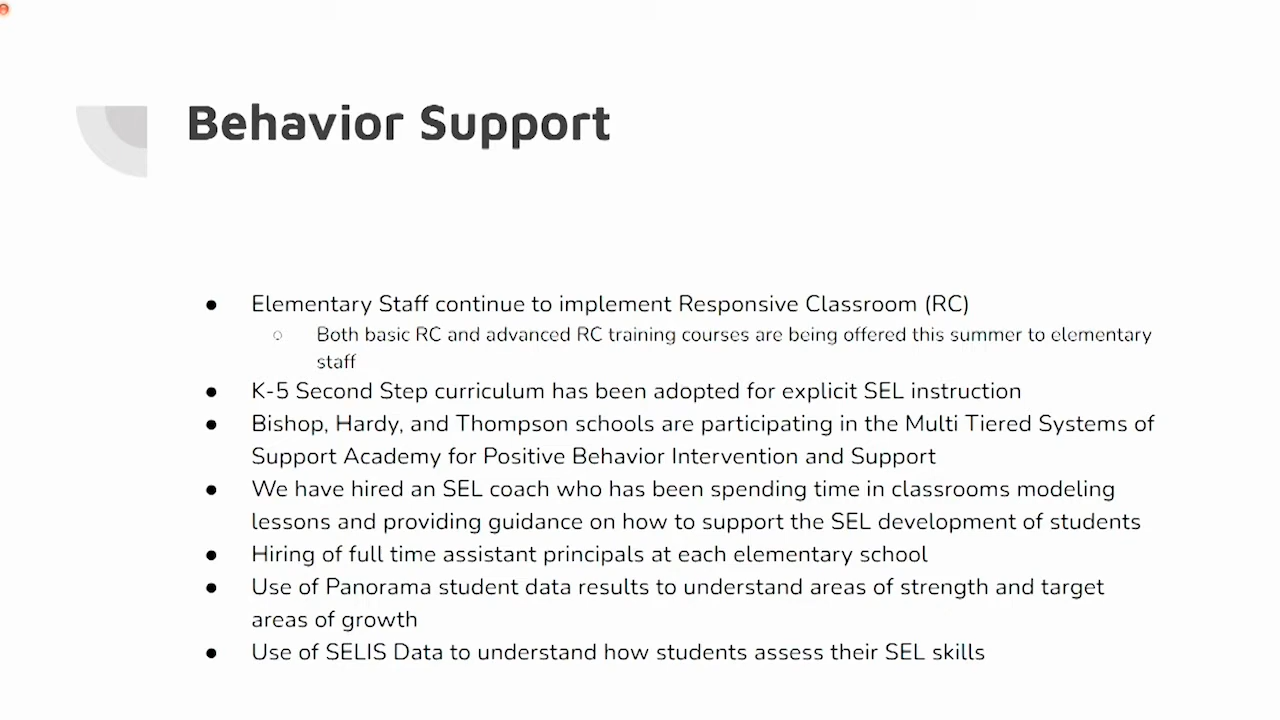 Behavior Support
● Elementary Staff continue to implement Responsive Classroom (RC)
○ Both basic RC and advanced RC training courses are being offered this summer to elementary
staff
● K-5 Second Step curriculum has been adopted for explicit SEL instruction
● Bishop, Hardy, and Thompson schools are participating in the Multi Tiered Systems of
Support Academy for Positive Behavior Intervention and Support
● We have hired an SEL coach who has been spending time in classrooms modeling
lessons and providing guidance on how to support the SEL development of students
● Hiring of full time assistant principals at each elementary school
● Use of Panorama student data results to understand areas of strength and target
areas of growth
● Use of SELIS Data to understand how students assess their SEL skills